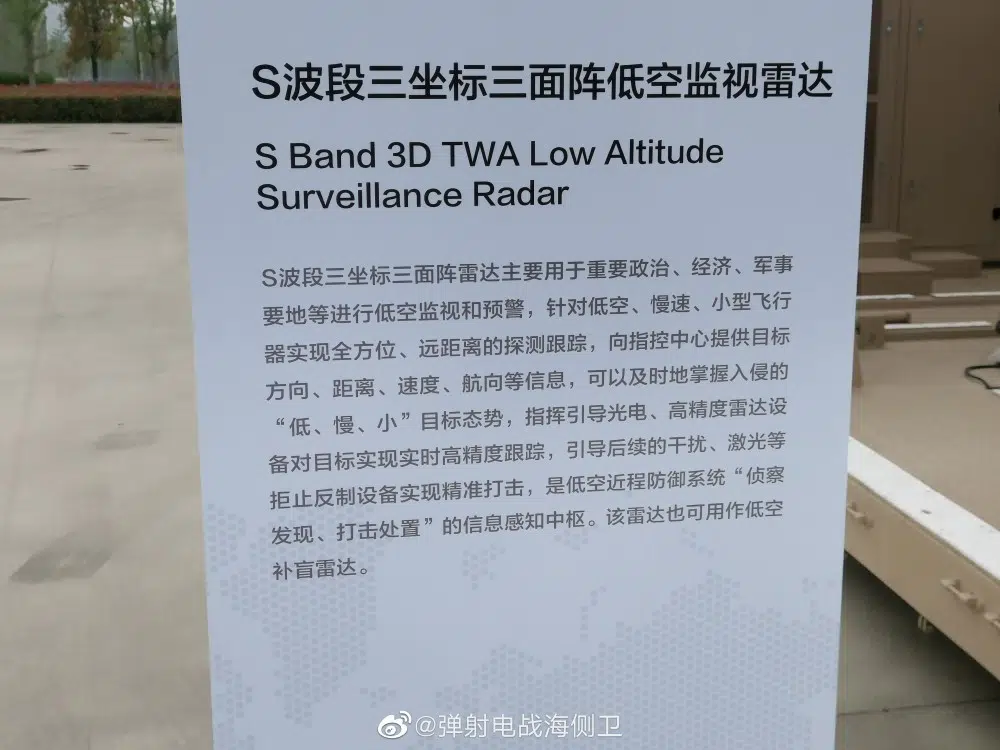 S波段三坐标三面阵低空监视雷达
S Band 3D TWA Low Altitude
Surveillance Radar
S波段三坐标三面阵雷达主要用于重要政治、经济、军事
要地等进行低空监视和预警，针对低空、慢速、小型飞行
器实现全方位、远距离的探测跟踪，向指控中心提供目标
方向、距离、速度、航向等信息，可以及时地掌握入侵的
“低、慢、小”目标态势，指挥引导光电、高精度雷达设
备对目标实现实时高精度跟踪，引导后续的干扰、激光等
拒止反制设备实现精准打击，是低空近程防御系统“侦察
发现、打击处置”的信息感知中枢。该雷达也可用作低空
补盲雷达。
@弹射电战海侧卫